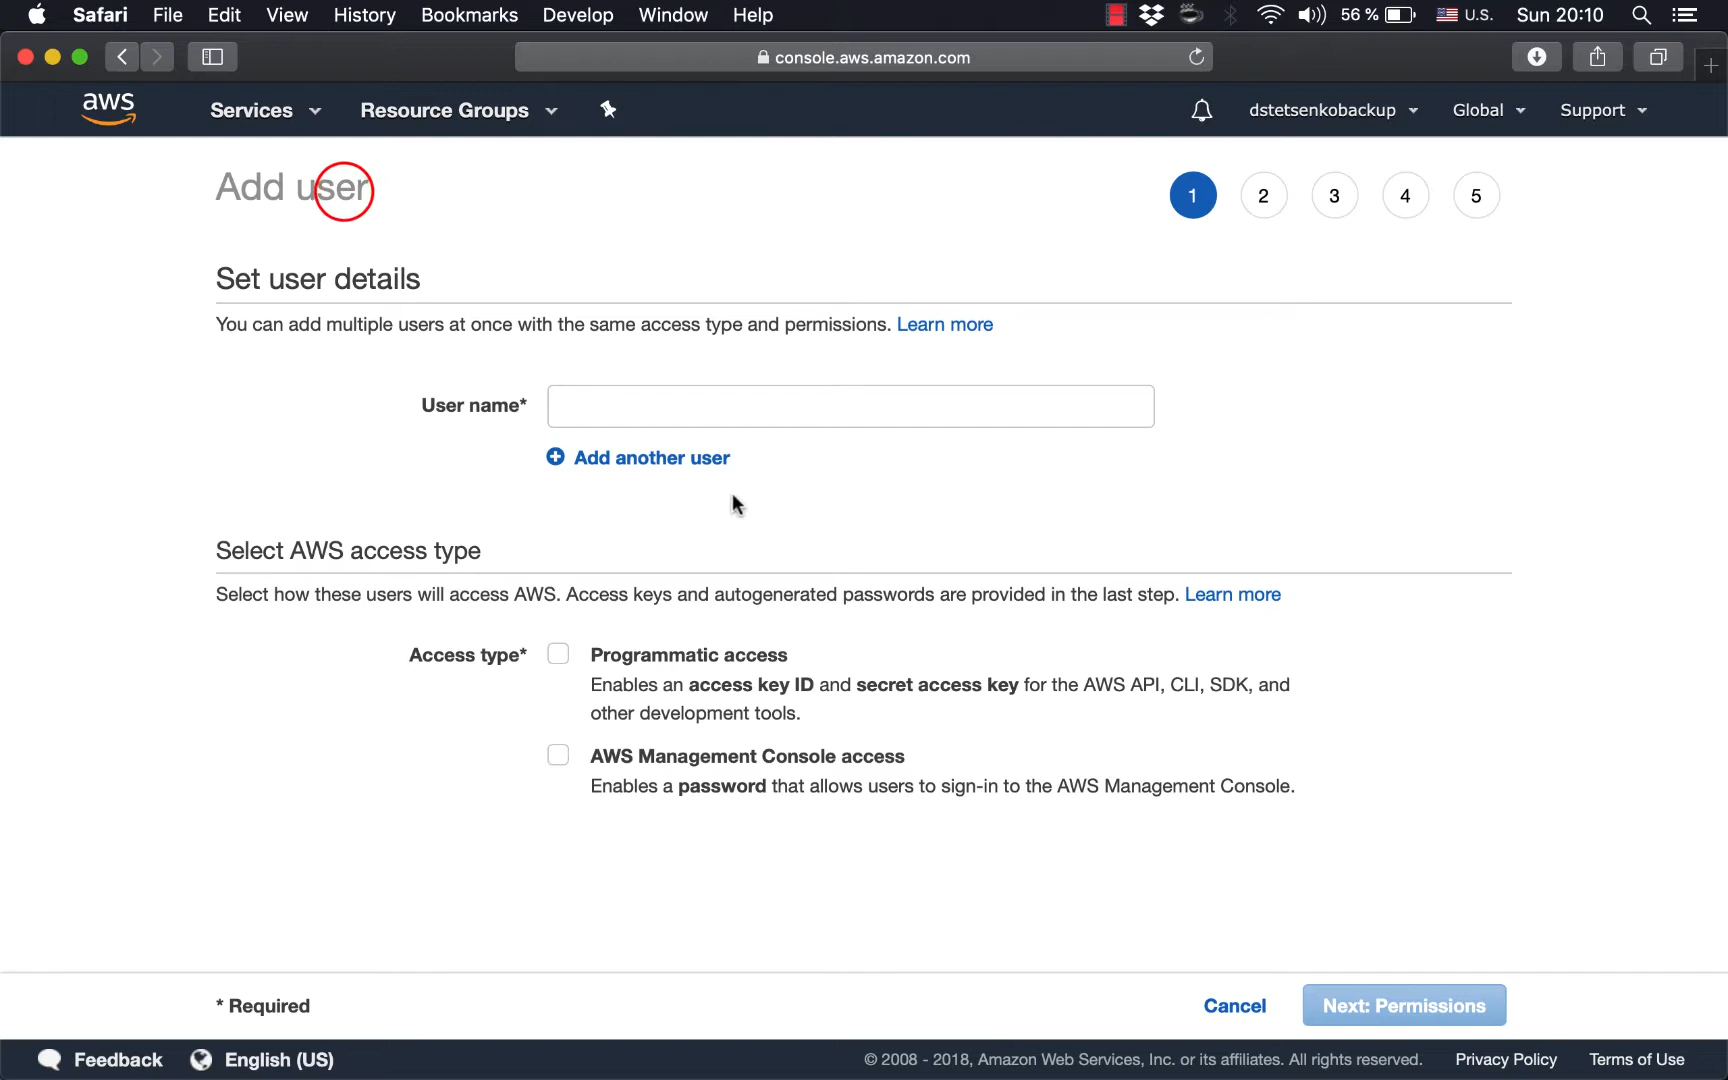 Safari File Edit View History Bookmarks Develop Window Help 56 % U.S. Sun 20:10
console.aws.amazon.com
aws Services Resource Groups dstetsenkobackup Global Support
Add user 1 2 3 4 5
Set user details
You can add multiple users at once with the same access type and permissions. Learn more
User name*
Add another user
Select AWS access type
Select how these users will access AWS. Access keys and autogenerated passwords are provided in the last step. Learn more
Access type* Programmatic access
Enables an access key ID and secret access key for the AWS API, CLI, SDK, and
other development tools.
AWS Management Console access
Enables a password that allows users to sign-in to the AWS Management Console.
* Required Cancel Next: Permissions
Feedback English (US) © 2008 - 2018, Amazon Web Services, Inc. or its affiliates. All rights reserved. Privacy Policy Terms of Use